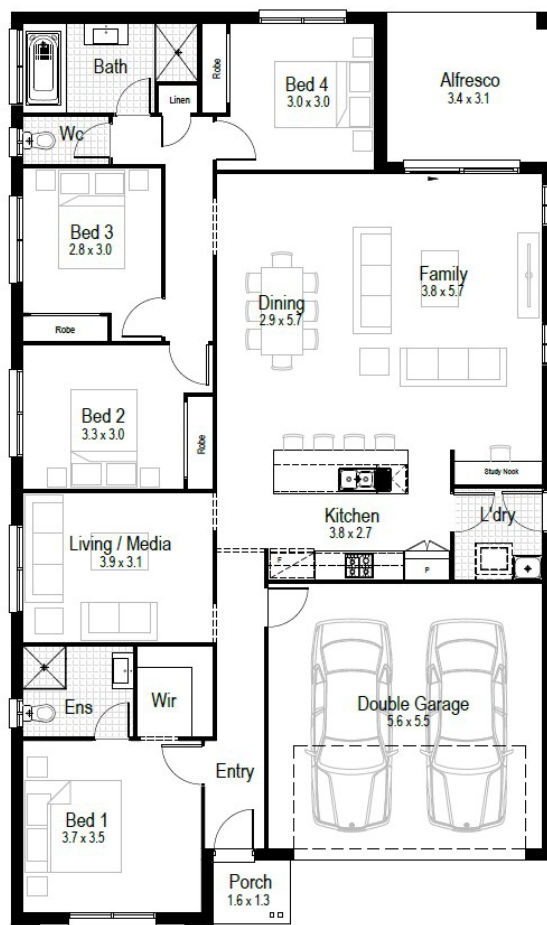 Bath
Robe
Bed 4
3.0 x 3.0
Alfresco
3.4 x 3.1
Linen
Wc
Bed 3
2.8 x 3.0
Dining
2.9 x 5.7
Family
3.8 x 5.7
Robe
Bed 2
3.3 x 3.0
Robe
Study Nook
Living / Media
3.9 x 3.1
Kitchen
3.8 x 2.7
L'dry
F
P
Ens
Wir
Double Garage
5.6 x 5.5
Entry
Bed 1
3.7 x 3.5
Porch
1.6 x 1.3